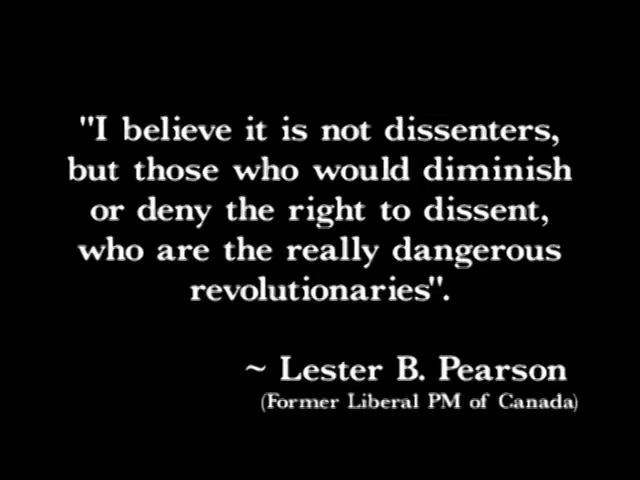 "I believe it is not dissenters,
but those who would diminish
or deny the right to dissent,
who are the really dangerous
revolutionaries".
~ Lester B. Pearson
(Former Liberal PM of Canada)